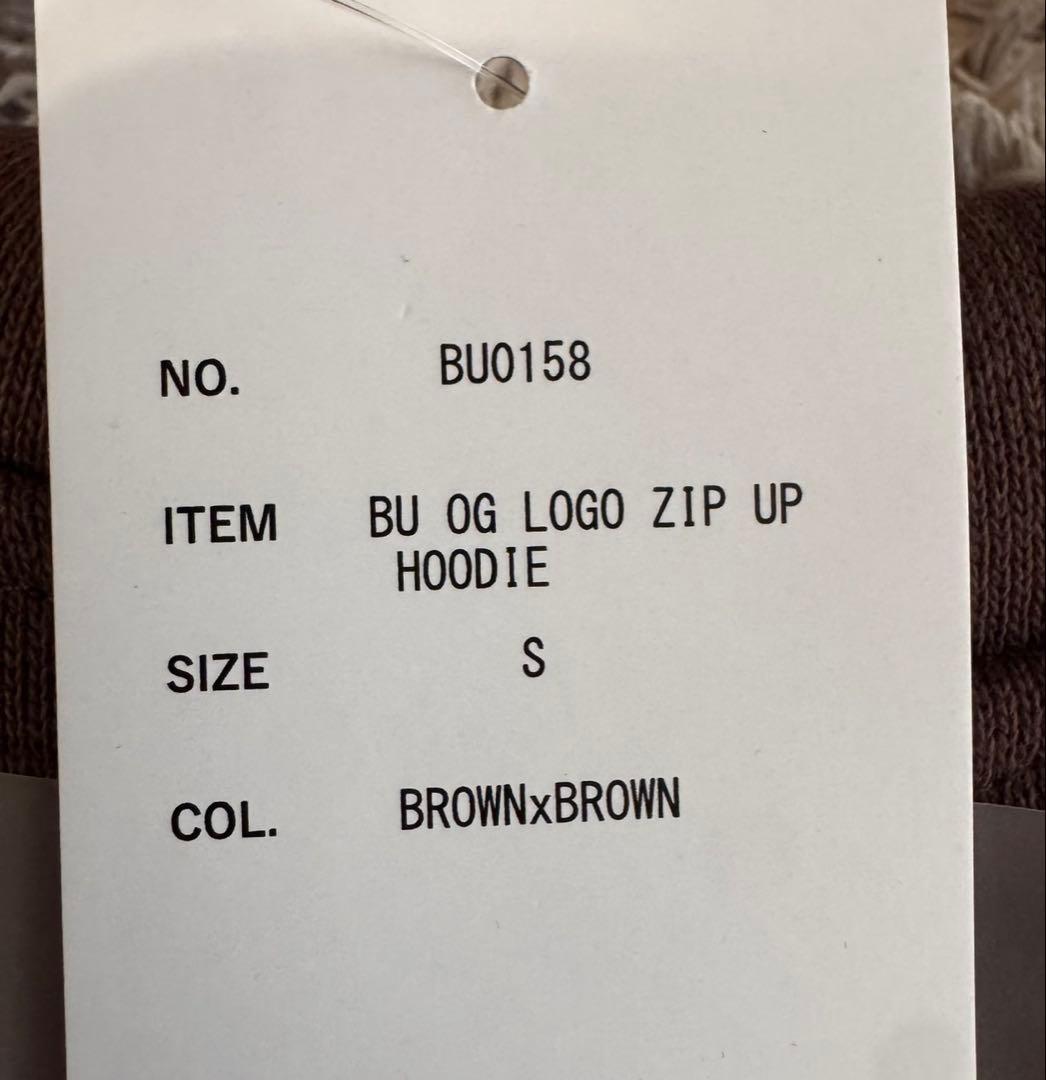 NO. BU0158
ITEM BU OG LOGO ZIP UP
HOODIE
SIZE S
COL. BROWNxBROWN